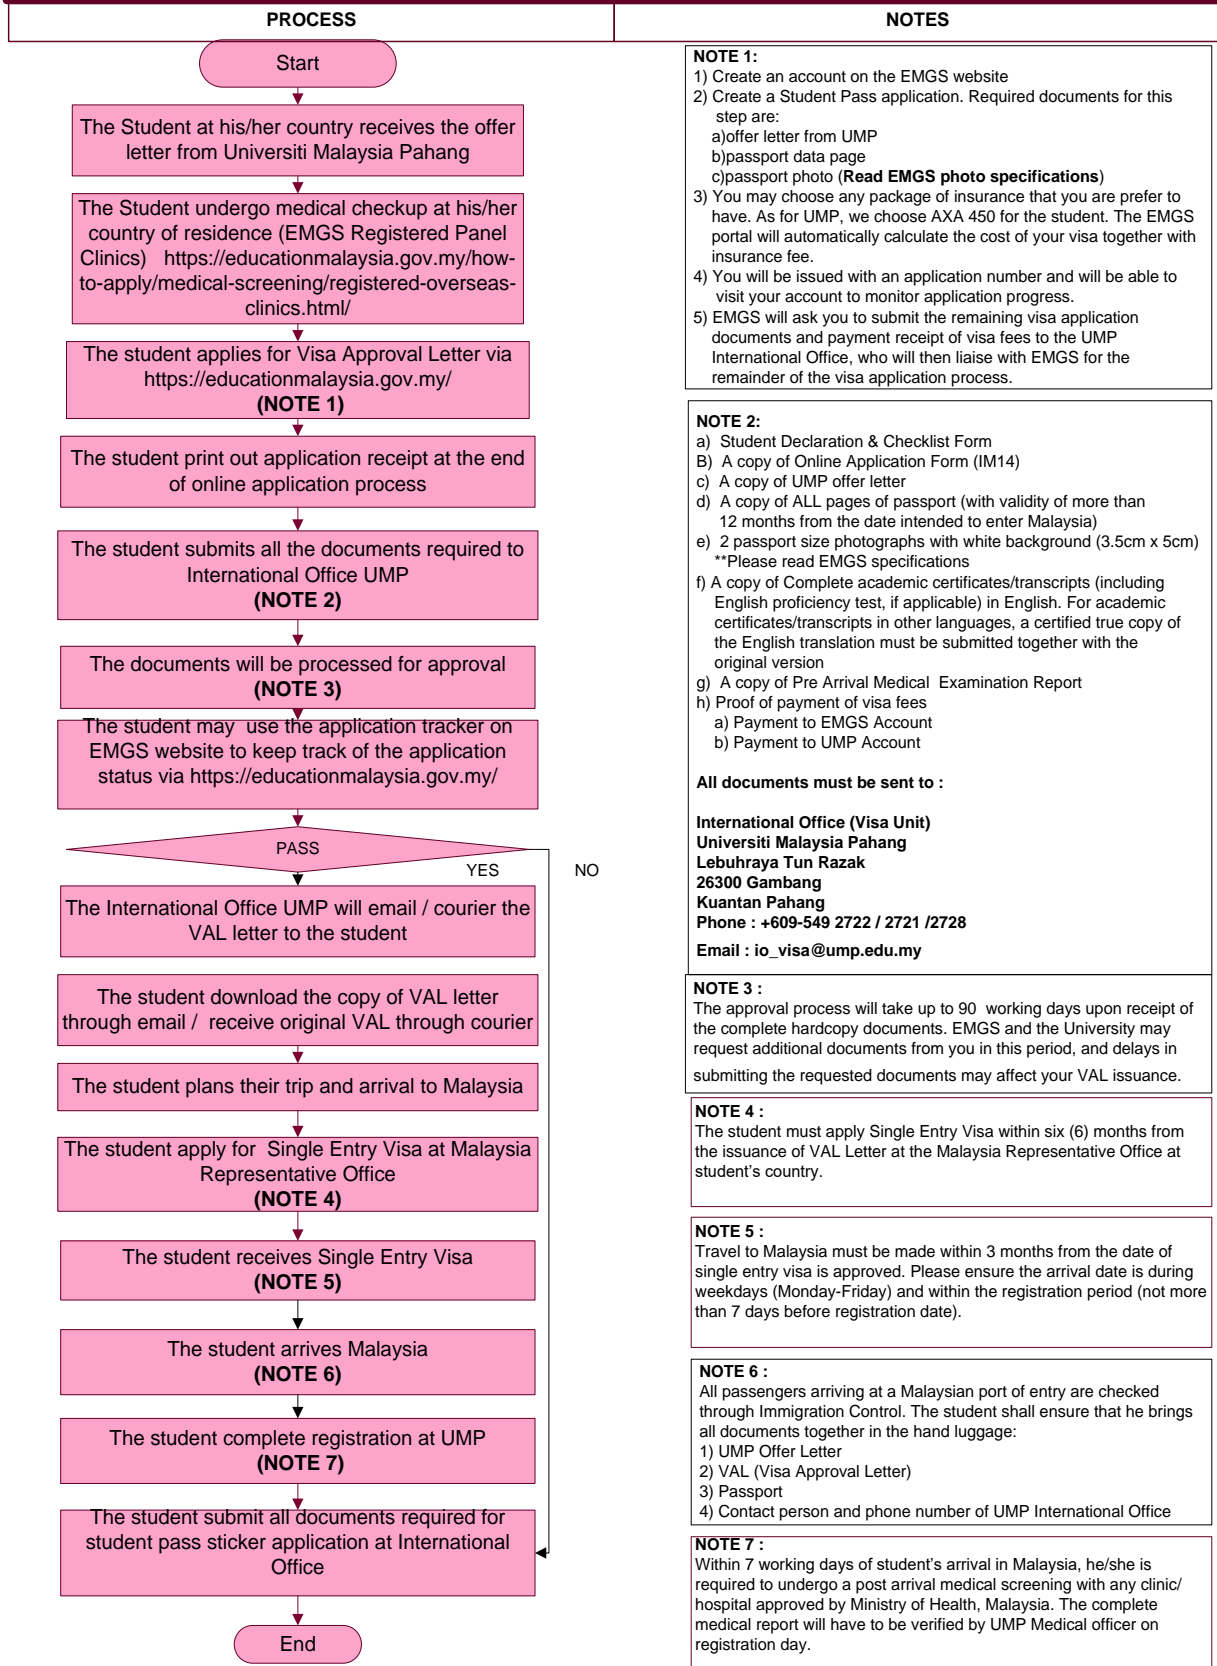 PROCESS
NOTES
Start
The Student at his/her country receives the offer
letter from Universiti Malaysia Pahang
The Student undergo medical checkup at his/her
country of residence (EMGS Registered Panel
Clinics)   https://educationmalaysia.gov.my/how-
to-apply/medical-screening/registered-overseas-
clinics.html/
The student applies for Visa Approval Letter via
https://educationmalaysia.gov.my/
(NOTE 1)
The student print out application receipt at the end
of online application process
The student submits all the documents required to
International Office UMP
(NOTE 2)
The documents will be processed for approval
(NOTE 3)
The student may  use the application tracker on
EMGS website to keep track of the application
status via https://educationmalaysia.gov.my/
PASS
YES
NO
The International Office UMP will email / courier the
VAL letter to the student
The student download the copy of VAL letter
through email /  receive original VAL through courier
The student plans their trip and arrival to Malaysia
The student apply for  Single Entry Visa at Malaysia
Representative Office
(NOTE 4)
The student receives Single Entry Visa
(NOTE 5)
The student arrives Malaysia
(NOTE 6)
The student complete registration at UMP
(NOTE 7)
The student submit all documents required for
student pass sticker application at International
Office
End
NOTE 1:
1) Create an account on the EMGS website
2) Create a Student Pass application. Required documents for this
step are:
a)offer letter from UMP
b)passport data page
c)passport photo (Read EMGS photo specifications)
3) You may choose any package of insurance that you are prefer to
have. As for UMP, we choose AXA 450 for the student. The EMGS
portal will automatically calculate the cost of your visa together with
insurance fee.
4) You will be issued with an application number and will be able to
visit your account to monitor application progress.
5) EMGS will ask you to submit the remaining visa application
documents and payment receipt of visa fees to the UMP
International Office, who will then liaise with EMGS for the
remainder of the visa application process.
NOTE 2:
a)  Student Declaration & Checklist Form
B)  A copy of Online Application Form (IM14)
c)  A copy of UMP offer letter
d)  A copy of ALL pages of passport (with validity of more than
12 months from the date intended to enter Malaysia)
e)  2 passport size photographs with white background (3.5cm x 5cm)
**Please read EMGS specifications
f) A copy of Complete academic certificates/transcripts (including
English proficiency test, if applicable) in English. For academic
certificates/transcripts in other languages, a certified true copy of
the English translation must be submitted together with the
original version
g)  A copy of Pre Arrival Medical  Examination Report
h) Proof of payment of visa fees
a) Payment to EMGS Account
b) Payment to UMP Account
All documents must be sent to :
International Office (Visa Unit)
Universiti Malaysia Pahang
Lebuhraya Tun Razak
26300 Gambang
Kuantan Pahang
Phone : +609-549 2722 / 2721 /2728
Email : io_visa@ump.edu.my
NOTE 3 :
The approval process will take up to 90  working days upon receipt of
the complete hardcopy documents. EMGS and the University may
request additional documents from you in this period, and delays in
submitting the requested documents may affect your VAL issuance.
NOTE 4 :
The student must apply Single Entry Visa within six (6) months from
the issuance of VAL Letter at the Malaysia Representative Office at
student's country.
NOTE 5 :
Travel to Malaysia must be made within 3 months from the date of
single entry visa is approved. Please ensure the arrival date is during
weekdays (Monday-Friday) and within the registration period (not more
than 7 days before registration date).
NOTE 6 :
All passengers arriving at a Malaysian port of entry are checked
through Immigration Control. The student shall ensure that he brings
all documents together in the hand luggage:
1) UMP Offer Letter
2) VAL (Visa Approval Letter)
3) Passport
4) Contact person and phone number of UMP International Office
NOTE 7 :
Within 7 working days of student's arrival in Malaysia, he/she is
required to undergo a post arrival medical screening with any clinic/
hospital approved by Ministry of Health, Malaysia. The complete
medical report will have to be verified by UMP Medical officer on
registration day.